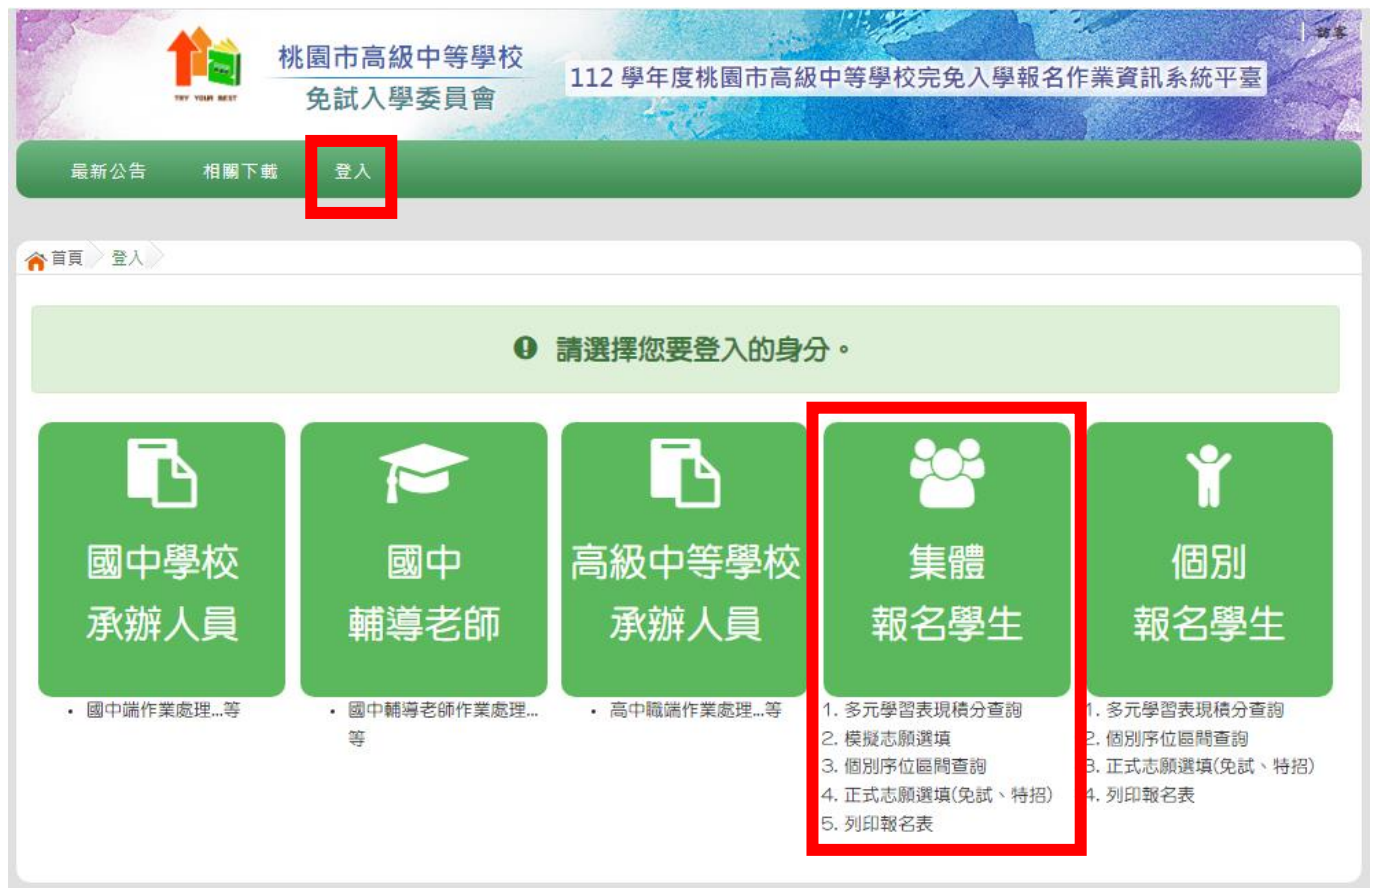 訪客
桃園市高級中等學校
免試入學委員會
TRY YOUR BEST
112 學年度桃園市高級中等學校完免入學報名作業資訊系統平臺
最新公告 相關下載 登入
首頁 登入
請選擇您要登入的身分。
國中學校
承辦人員
• 國中端作業處理...等
國中
輔導老師
• 國中輔導老師作業處理...
等
高級中等學校
承辦人員
• 高中職端作業處理...等
集體
報名學生
1. 多元學習表現積分查詢
2. 模擬志願選填
3. 個別序位區間查詢
4. 正式志願選填(免試、特招)
5. 列印報名表
個別
報名學生
1. 多元學習表現積分查詢
2. 個別序位區間查詢
3. 正式志願選填(免試、特招)
4. 列印報名表